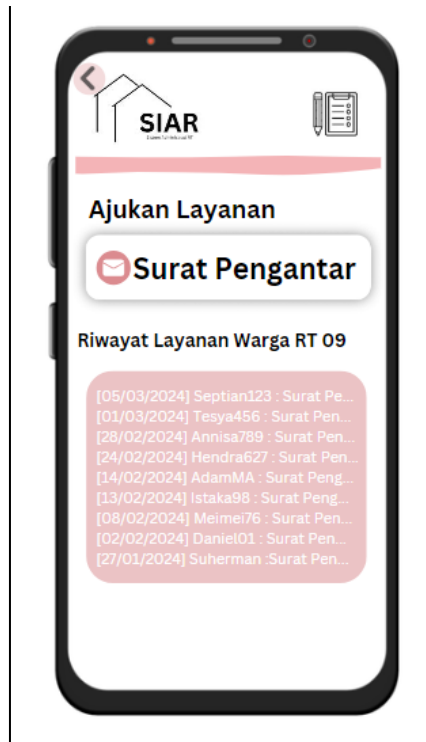 SIAR
Ajukan Layanan
Surat Pengantar
Riwayat Layanan Warga RT 09
[05/03/2024] Septian123 : Surat Pe...
[01/03/2024] Tesya456 : Surat Pen...
[28/02/2024] Annisa789 : Surat Pen...
[24/02/2024] Hendra627 : Surat Pen...
[14/02/2024] AdamMA : Surat Peng...
[13/02/2024] Istaka98 : Surat Peng...
[08/02/2024] Meimei76 : Surat Pen...
[02/02/2024] Daniel01 : Surat Pen...
[27/01/2024] Suherman :Surat Pen...